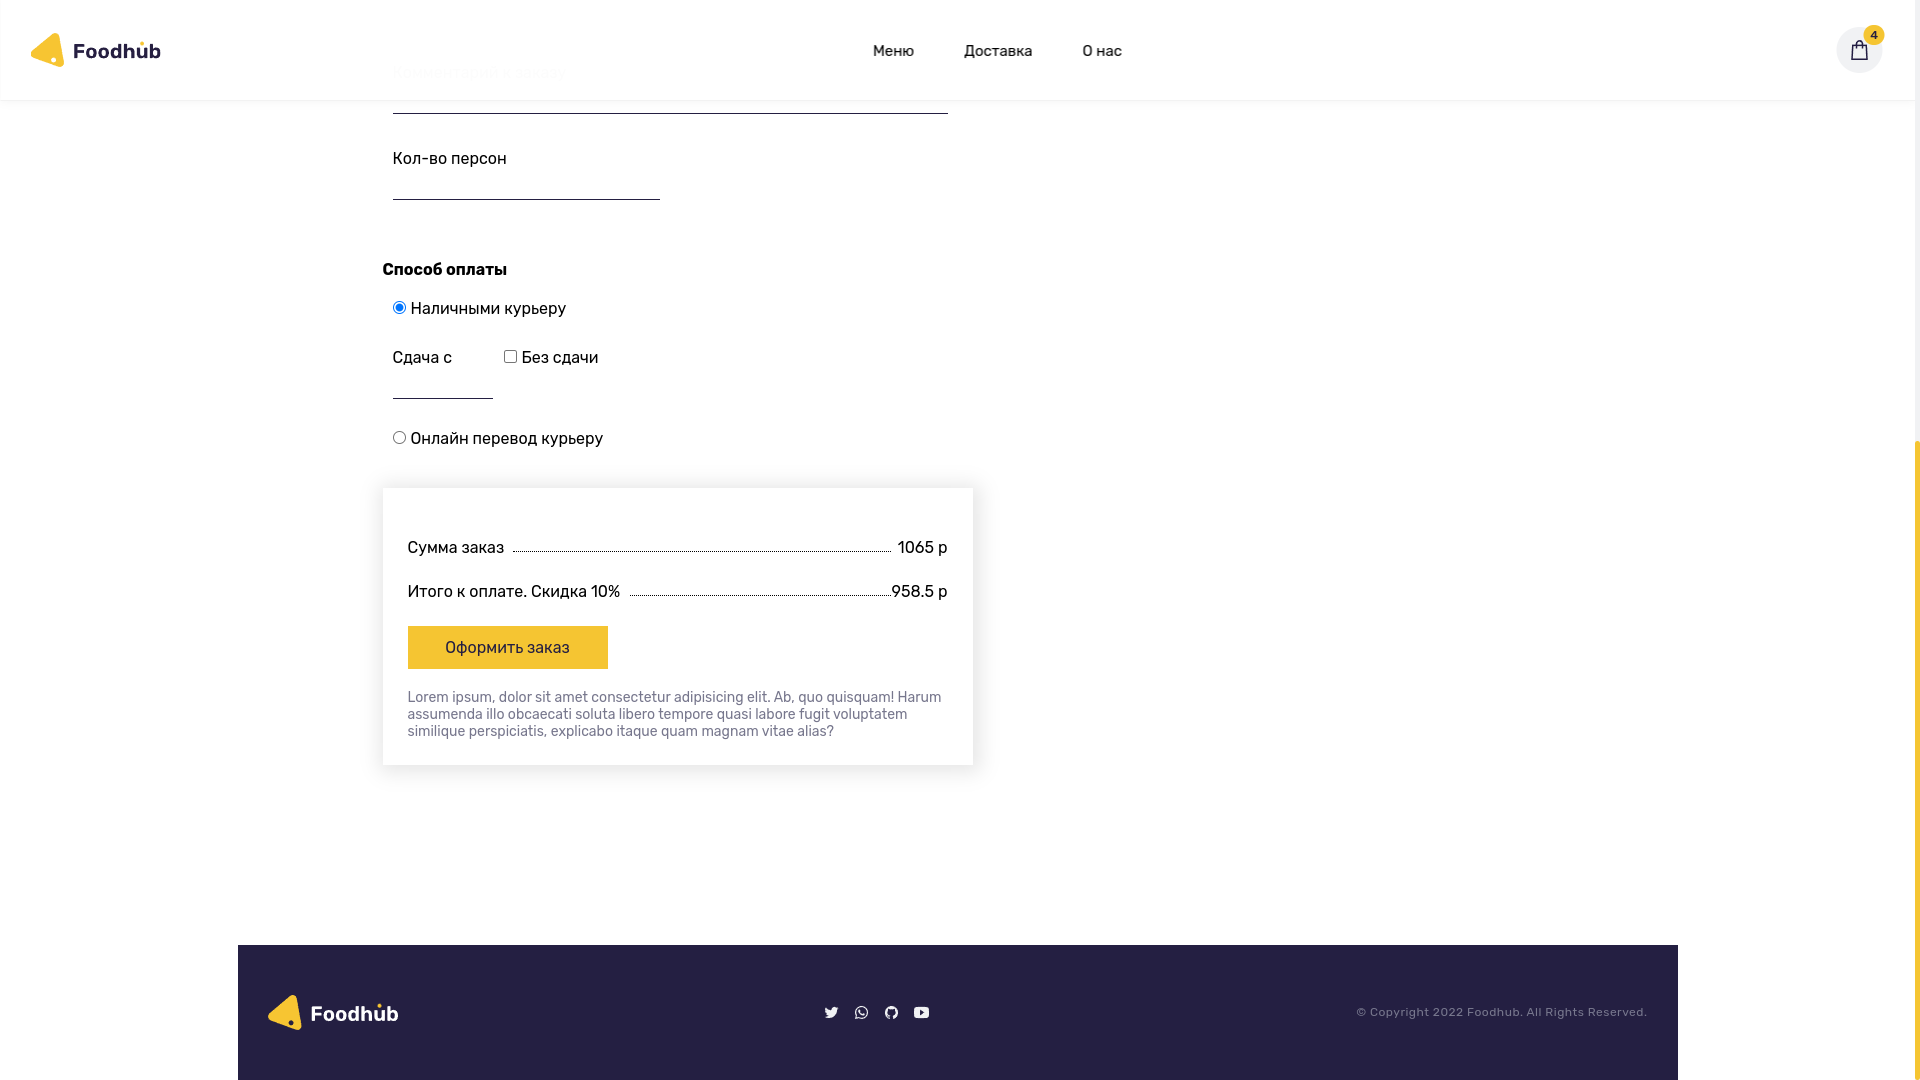 Foodhub
Меню
Доставка
О нас
4
Кол-во персон
Способ оплаты
Наличными курьеру
Сдача с
Без сдачи
Онлайн перевод курьеру
Сумма заказ 1065 р
Итого к оплате. Скидка 10% 958.5 р
Оформить заказ
Lorem ipsum, dolor sit amet consectetur adipisicing elit. Ab, quo quisquam! Harum
assumenda illo obcaecati soluta libero tempore quasi labore fugit voluptatem
similique perspiciatis, explicabo itaque quam magnam vitae alias?
Foodhub
© Copyright 2022 Foodhub. All Rights Reserved.